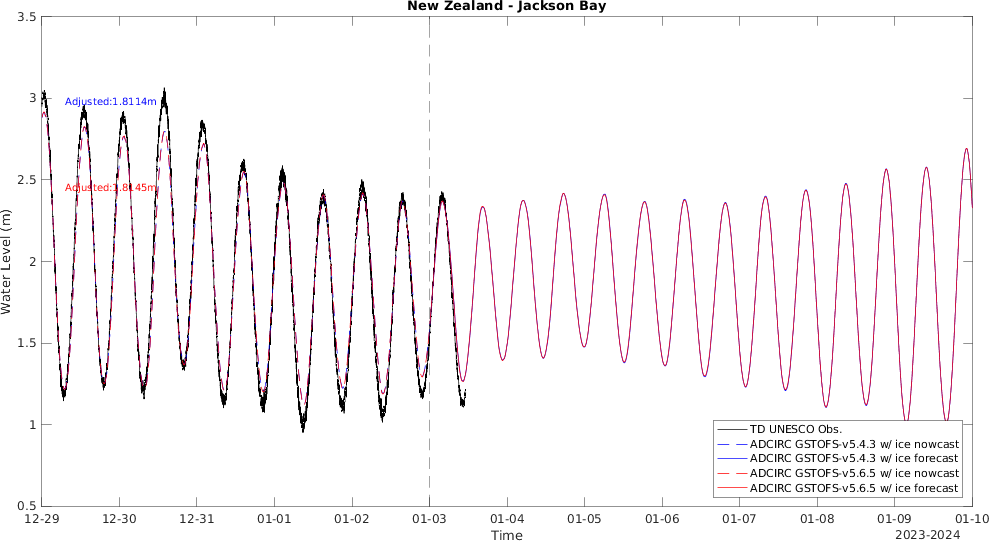 New Zealand - Jackson Bay
3.5
3
2.5
2
1.5
1
0.5
Water Level (m)
Adjusted:1.8114m
Adjusted:1.8145m
TD UNESCO Obs.
ADCIRC GSTOFS-v5.4.3 w/ ice nowcast
ADCIRC GSTOFS-v5.4.3 w/ ice forecast
ADCIRC GSTOFS-v5.6.5 w/ ice nowcast
ADCIRC GSTOFS-v5.6.5 w/ ice forecast
12-29 12-30 12-31 01-01 01-02 01-03 01-04 01-05 01-06 01-07 01-08 01-09 01-10
Time
2023-2024